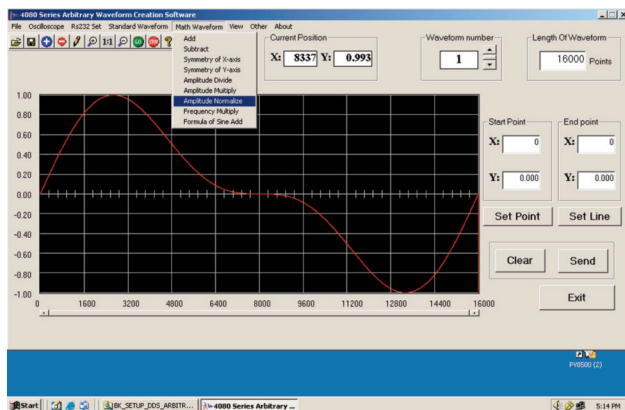 4080 Series Arbitrary Waveform Creation Software
File Oscilloscope Rs232 Set Standard Waveform Math Waveform View Other About
Add
Subtract
Symmetry of X-axis
Symmetry of Y-axis
Amplitude Divide
Amplitude Multiply
Amplitude Normalize
Frequency Multiply
Formula of Sine Add
1:1
Current Position
X: 8337 Y: 0.993
Waveform number
1
Length Of Waveform
16000 Points
1.00
0.80
0.60
0.40
0.20
0.00
-0.20
-0.40
-0.60
-0.80
-1.00
0 1600 3200 4800 6400 8000 9600 11200 12800 14400 16000
Start Point
X: 0
Y: 0.000
End point
X: 0
Y: 0.000
Set Point Set Line
Clear Send
Exit
PV8500 (2)
Start BK_SETUP_DDS_ARBITR... 4080 Series Arbitrary ... 5:14 PM